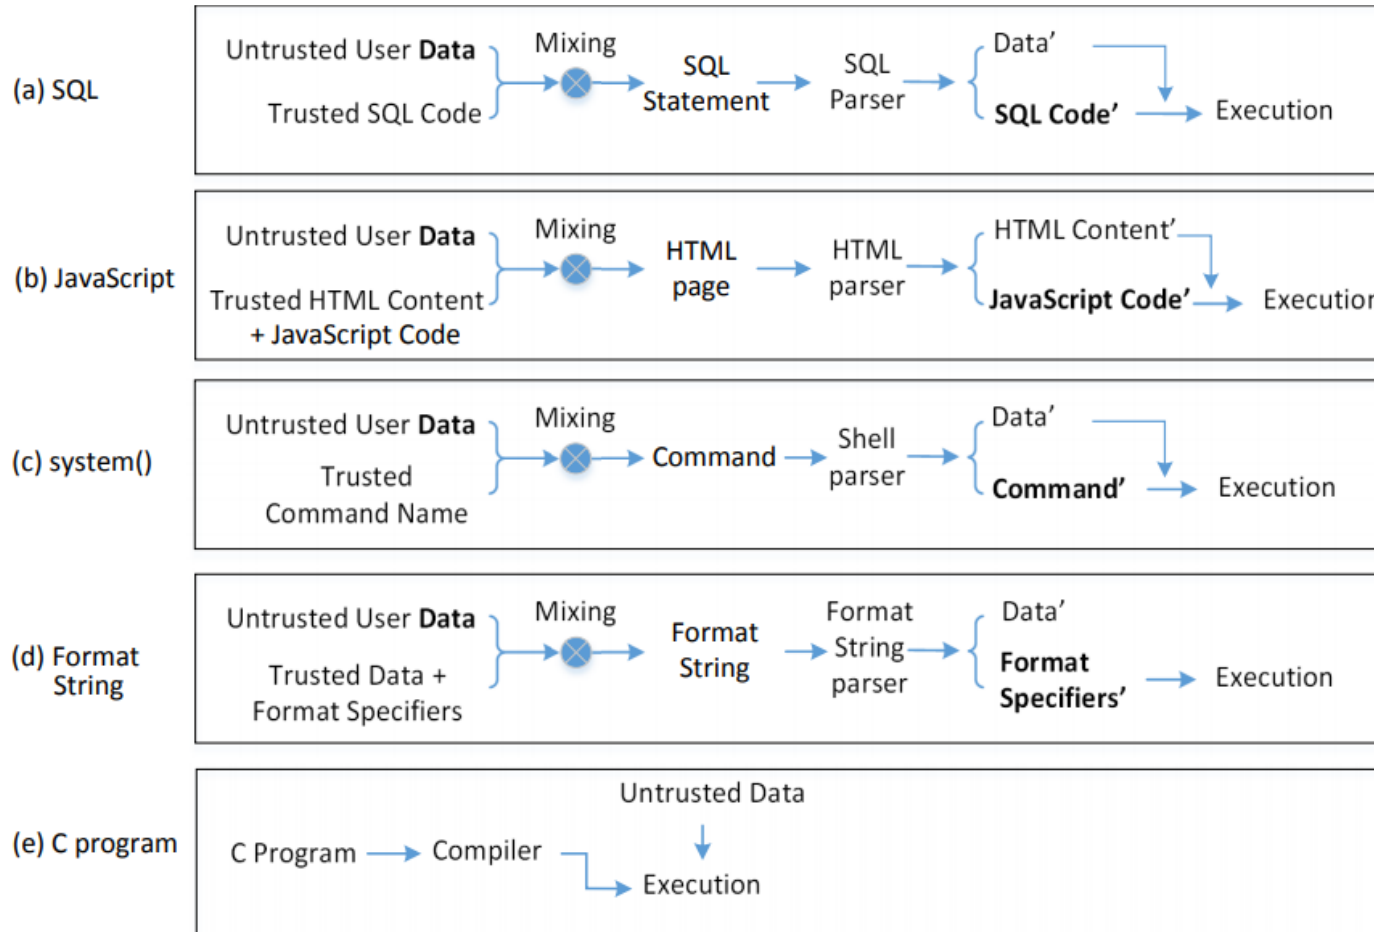 (a) SQL
Untrusted User Data
Trusted SQL Code
Mixing
SQL
Statement
SQL
Parser
Data’
SQL Code’
Execution
(b) JavaScript
Untrusted User Data
Trusted HTML Content
+ JavaScript Code
Mixing
HTML
page
HTML
parser
HTML Content’
JavaScript Code’
Execution
(c) system()
Untrusted User Data
Trusted
Command Name
Mixing
Command
Shell
parser
Data’
Command’
Execution
(d) Format
String
Untrusted User Data
Trusted Data +
Format Specifiers
Mixing
Format
String
Format
String
parser
Data’
Format
Specifiers’
Execution
(e) C program
C Program
Compiler
Untrusted Data
Execution